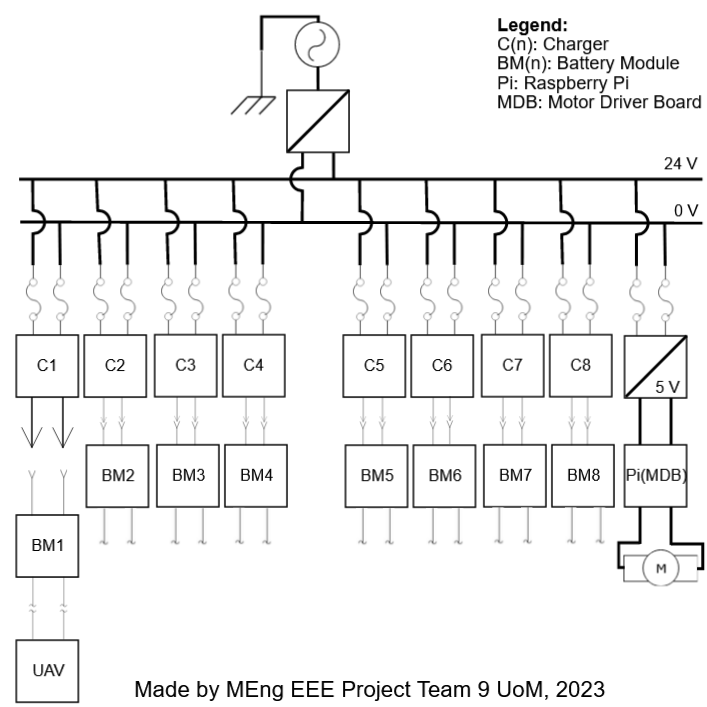 Legend:
C(n): Charger
BM(n): Battery Module
Pi: Raspberry Pi
MDB: Motor Driver Board
24 V
0 V
C1 C2 C3 C4 C5 C6 C7 C8
5 V
BM2 BM3 BM4 BM5 BM6 BM7 BM8 Pi(MDB)
BM1
M
UAV
Made by MEng EEE Project Team 9 UoM, 2023